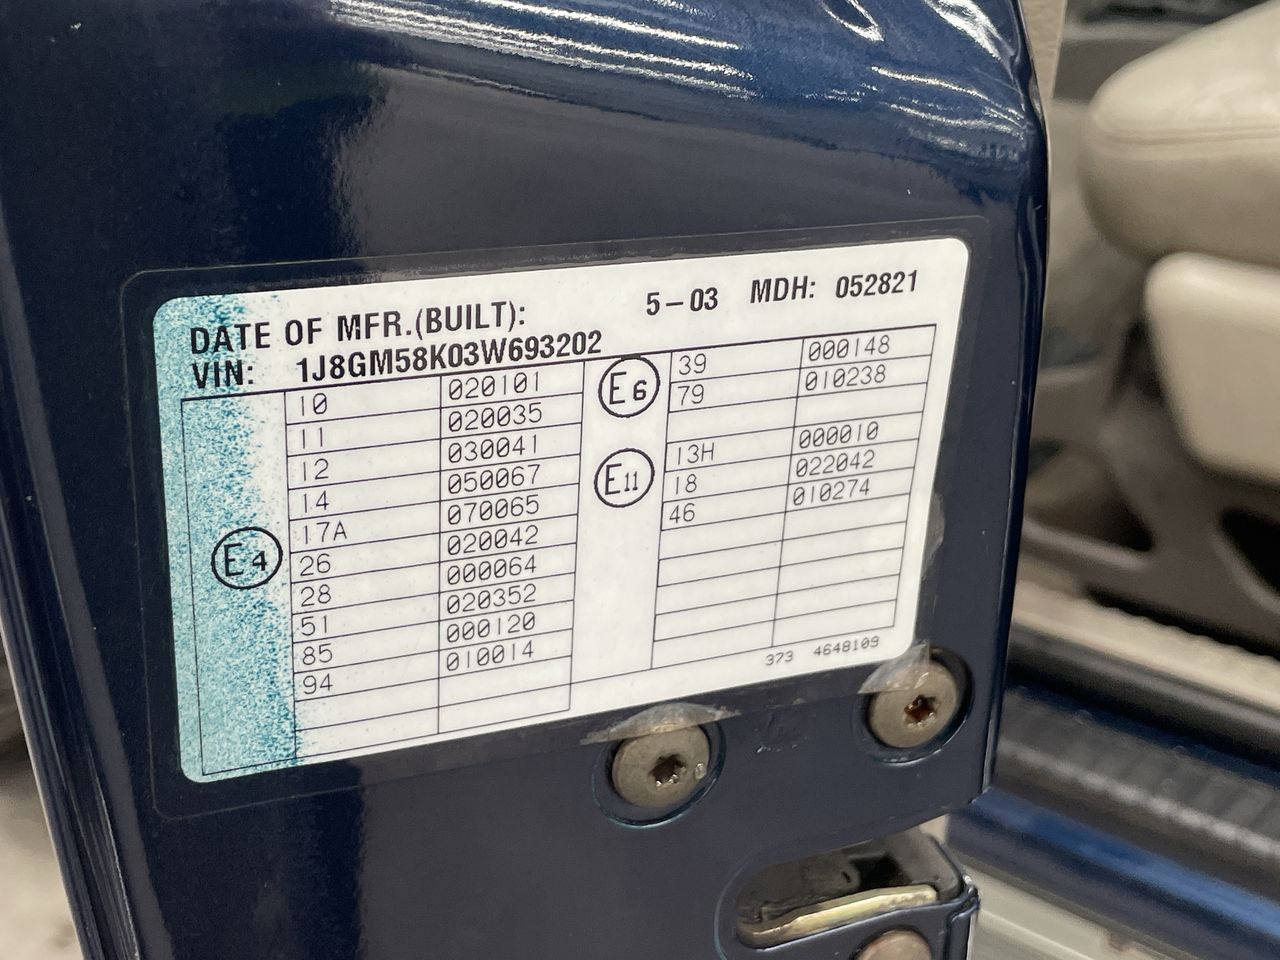 DATE OF MFR.(BUILT): 5-03 MDH: 052821
VIN: 1J8GM58K03W693202
E4
10 020101
11 020035
12 030041
14 050067
17A 070065
26 020042
28 000064
51 020352
85 000120
94 010014
E6
39 000148
79 010238
E11
13H 000010
18 022042
46 010274
373 4648109